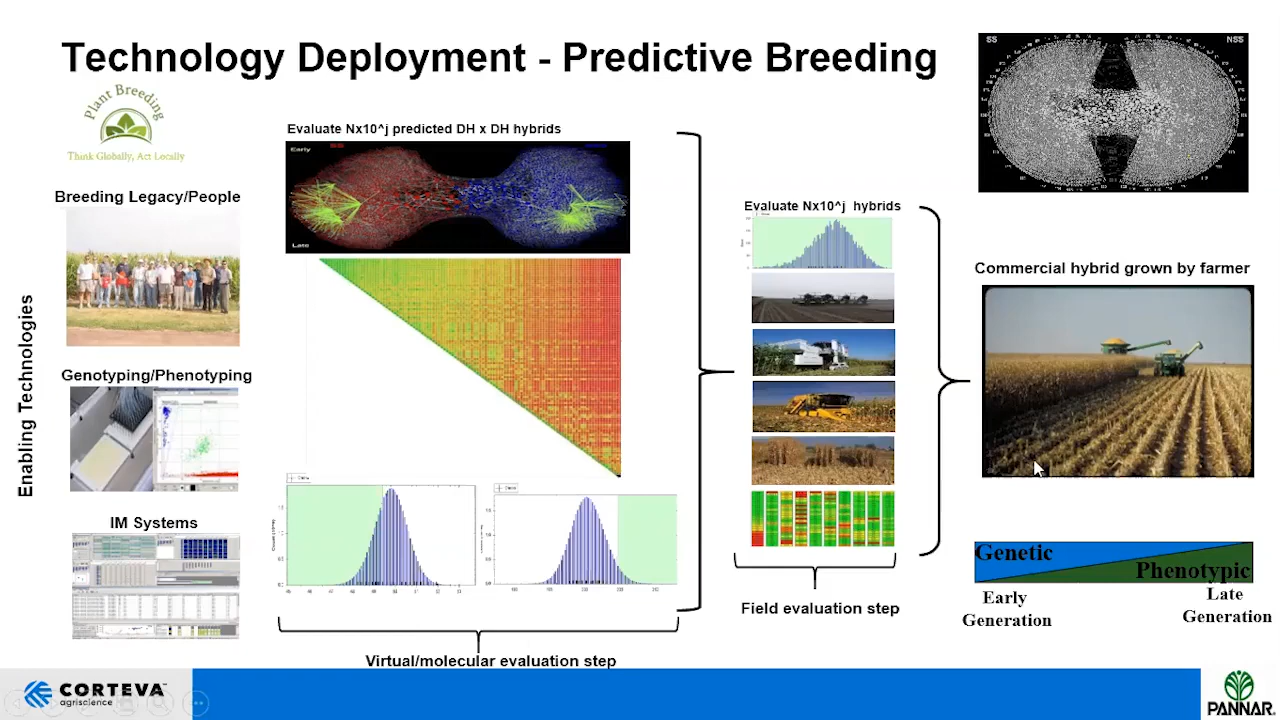 Technology Deployment - Predictive Breeding
Plant Breeding
Think Globally, Act Locally
SS
NSS
Evaluate Nx10^j predicted DH x DH hybrids
Early
SS
Late
Breeding Legacy/People
Genotyping/Phenotyping
IM Systems
Enabling Technologies
Virtual/molecular evaluation step
Evaluate Nx10^j hybrids
Field evaluation step
Commercial hybrid grown by farmer
Genetic
Phenotypic
Early
Generation
Late
Generation
CORTEVA™
agriscience
PANNAR®